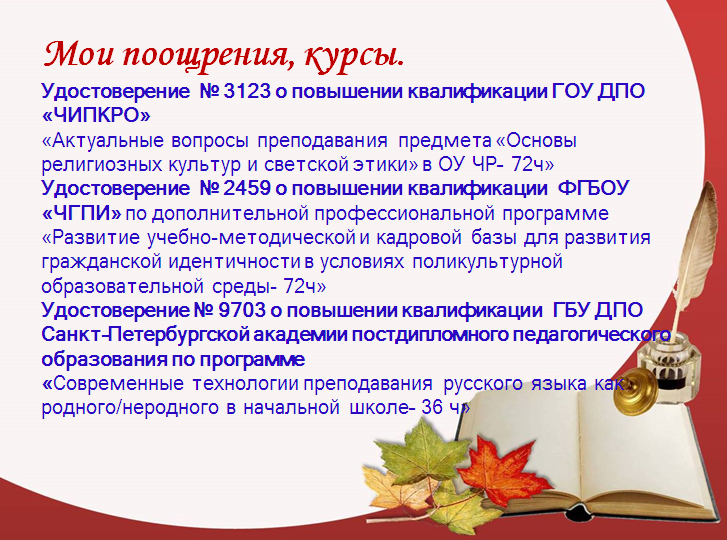 Мои поощрения, курсы.
Удостоверение № 3123 о повышении квалификации ГОУ ДПО
«ЧИПКРО»
«Актуальные вопросы преподавания предмета «Основы
религиозных культур и светской этики» в ОУ ЧР- 72ч»
Удостоверение № 2459 о повышении квалификации ФГБОУ
«ЧГПИ» по дополнительной профессиональной программе
«Развитие учебно-методической и кадровой базы для развития
гражданской идентичности в условиях поликультурной
образовательной среды- 72ч»
Удостоверение № 9703 о повышении квалификации ГБУ ДПО
Санкт-Петербургской академии постдипломного педагогического
образования по программе
«Современные технологии преподавания русского языка как
родного/неродного в начальной школе- 36 ч»